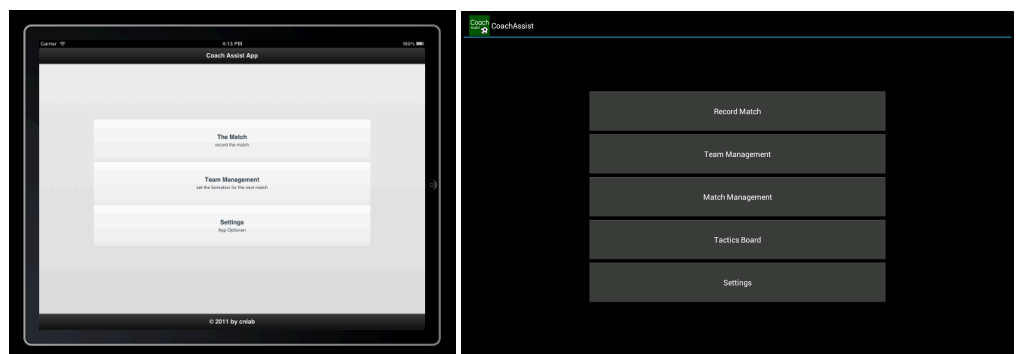 Carrier 4:13 PM 100%
Coach Assist App
The Match
record the match
Team Management
set the formation for the next match
Settings
App Optionen
© 2011 by cnlab
Coach
Assist
CoachAssist
Record Match
Team Management
Match Management
Tactics Board
Settings